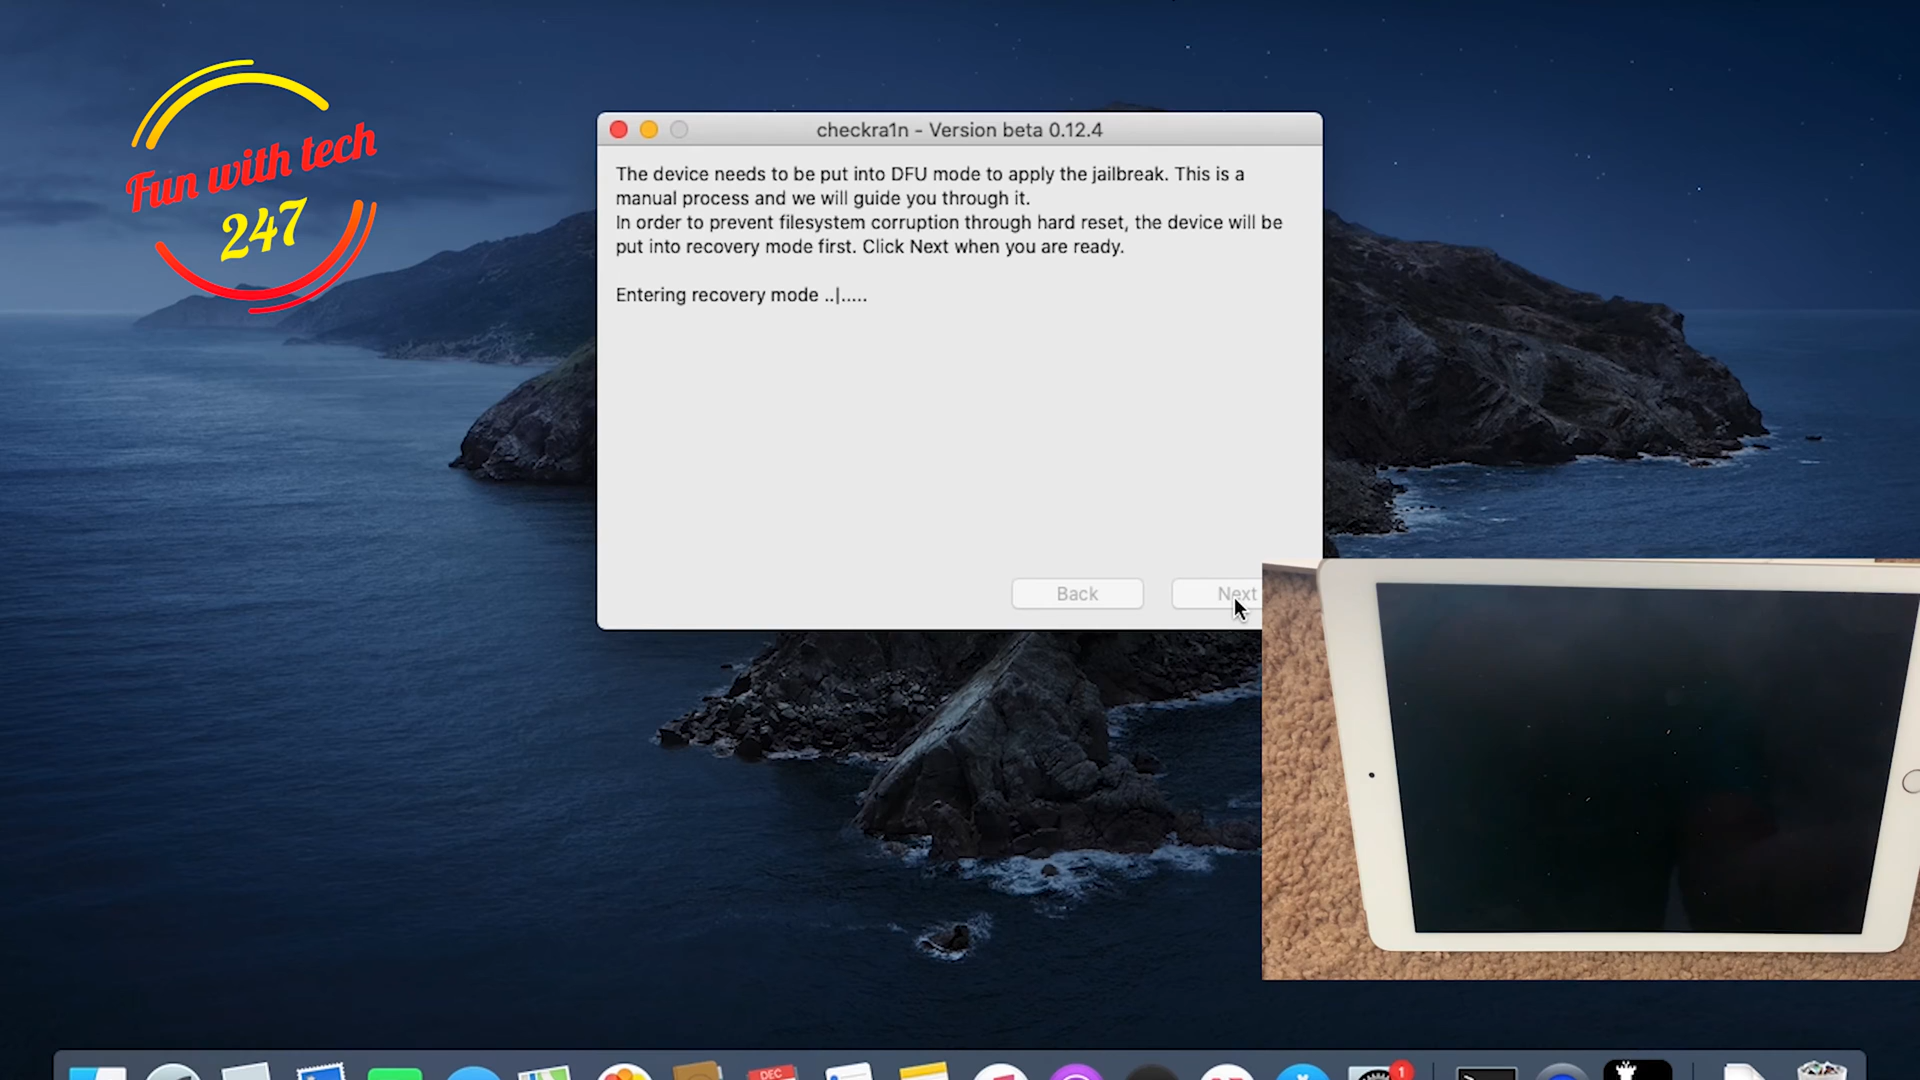 Fun with tech
247
checkra1n - Version beta 0.12.4
The device needs to be put into DFU mode to apply the jailbreak. This is a
manual process and we will guide you through it.
In order to prevent filesystem corruption through hard reset, the device will be
put into recovery mode first. Click Next when you are ready.
Entering recovery mode ..|.....
Back
Next
DEC
1